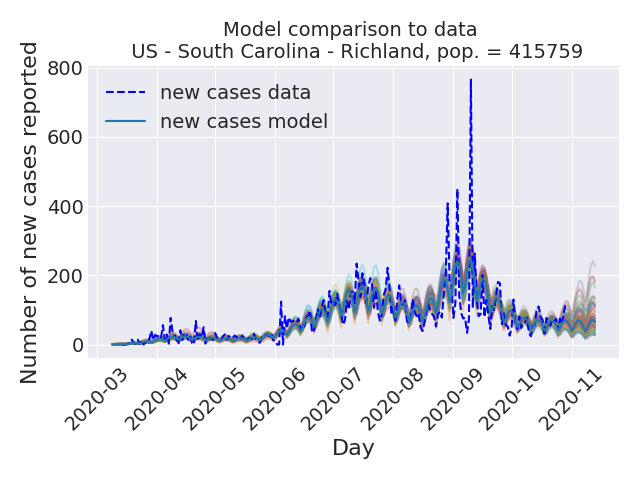 Model comparison to data
US - South Carolina - Richland, pop. = 415759
Number of new cases reported
800
600
400
200
0
new cases data
new cases model
2020-03
2020-04
2020-05
2020-06
2020-07
2020-08
2020-09
2020-10
2020-11
Day